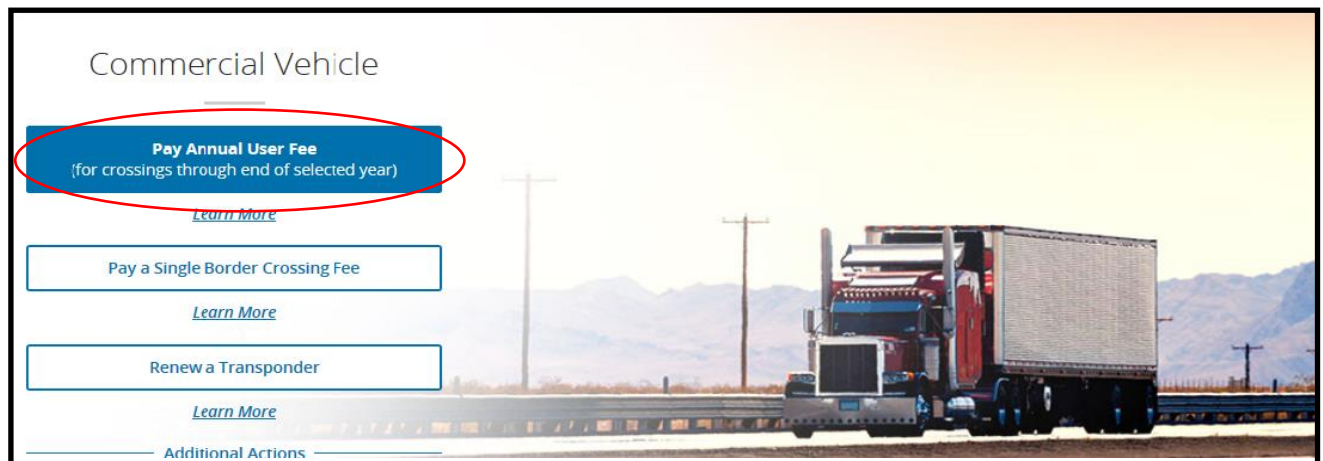 Commercial Vehicle
Pay Annual User Fee
(for crossings through end of selected year)
Learn More
Pay a Single Border Crossing Fee
Learn More
Renew a Transponder
Learn More
Additional Actions